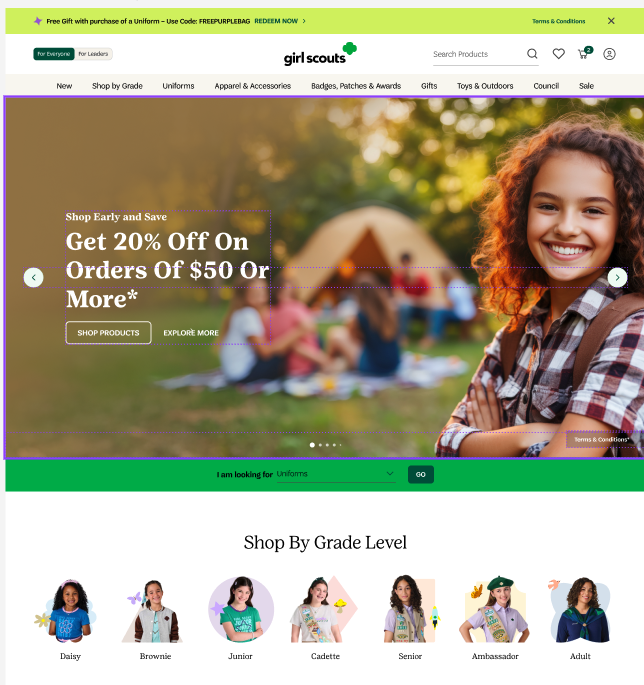 Free Gift with purchase of a Uniform – Use Code: FREEPURPLEBAG REDEEM NOW
Terms & Conditions
For Everyone
For Leaders
girl scouts
Search Products
2
New
Shop by Grade
Uniforms
Apparel & Accessories
Badges, Patches & Awards
Gifts
Toys & Outdoors
Council
Sale
Shop Early and Save
Get 20% Off On
Orders Of $50 Or
More*
SHOP PRODUCTS
EXPLORE MORE
Terms & Conditions*
I am looking for Uniforms
GO
Shop By Grade Level
Daisy
Brownie
Junior
Cadette
Senior
Ambassador
Adult